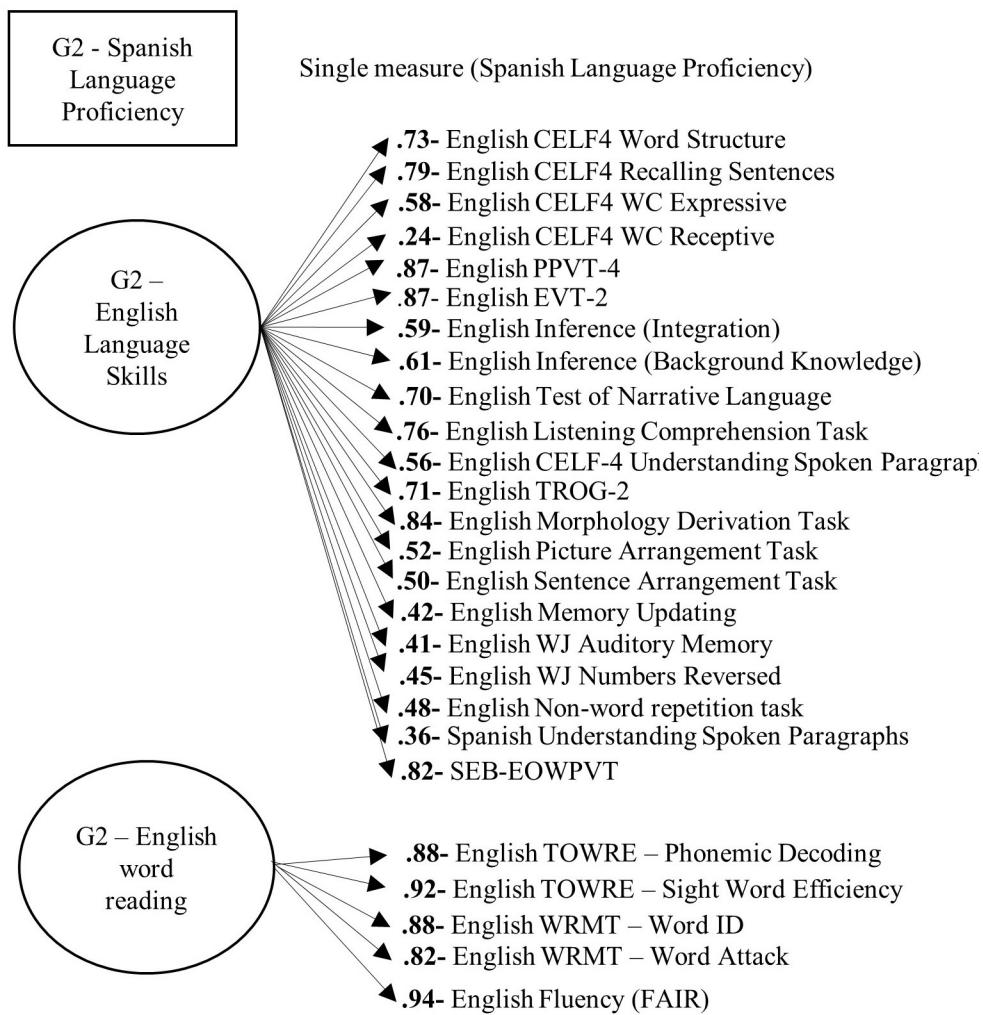 G2 - Spanish
Language
Proficiency
Single measure (Spanish Language Proficiency)
G2 –
English
Language
Skills
.73- English CELF4 Word Structure
.79- English CELF4 Recalling Sentences
.58- English CELF4 WC Expressive
.24- English CELF4 WC Receptive
.87- English PPVT-4
.87- English EVT-2
.59- English Inference (Integration)
.61- English Inference (Background Knowledge)
.70- English Test of Narrative Language
.76- English Listening Comprehension Task
.56- English CELF-4 Understanding Spoken Paragrap
.71- English TROG-2
.84- English Morphology Derivation Task
.52- English Picture Arrangement Task
.50- English Sentence Arrangement Task
.42- English Memory Updating
.41- English WJ Auditory Memory
.45- English WJ Numbers Reversed
.48- English Non-word repetition task
.36- Spanish Understanding Spoken Paragraphs
.82- SEB-EOWPVT
G2 – English
word
reading
.88- English TOWRE – Phonemic Decoding
.92- English TOWRE – Sight Word Efficiency
.88- English WRMT – Word ID
.82- English WRMT – Word Attack
.94- English Fluency (FAIR)